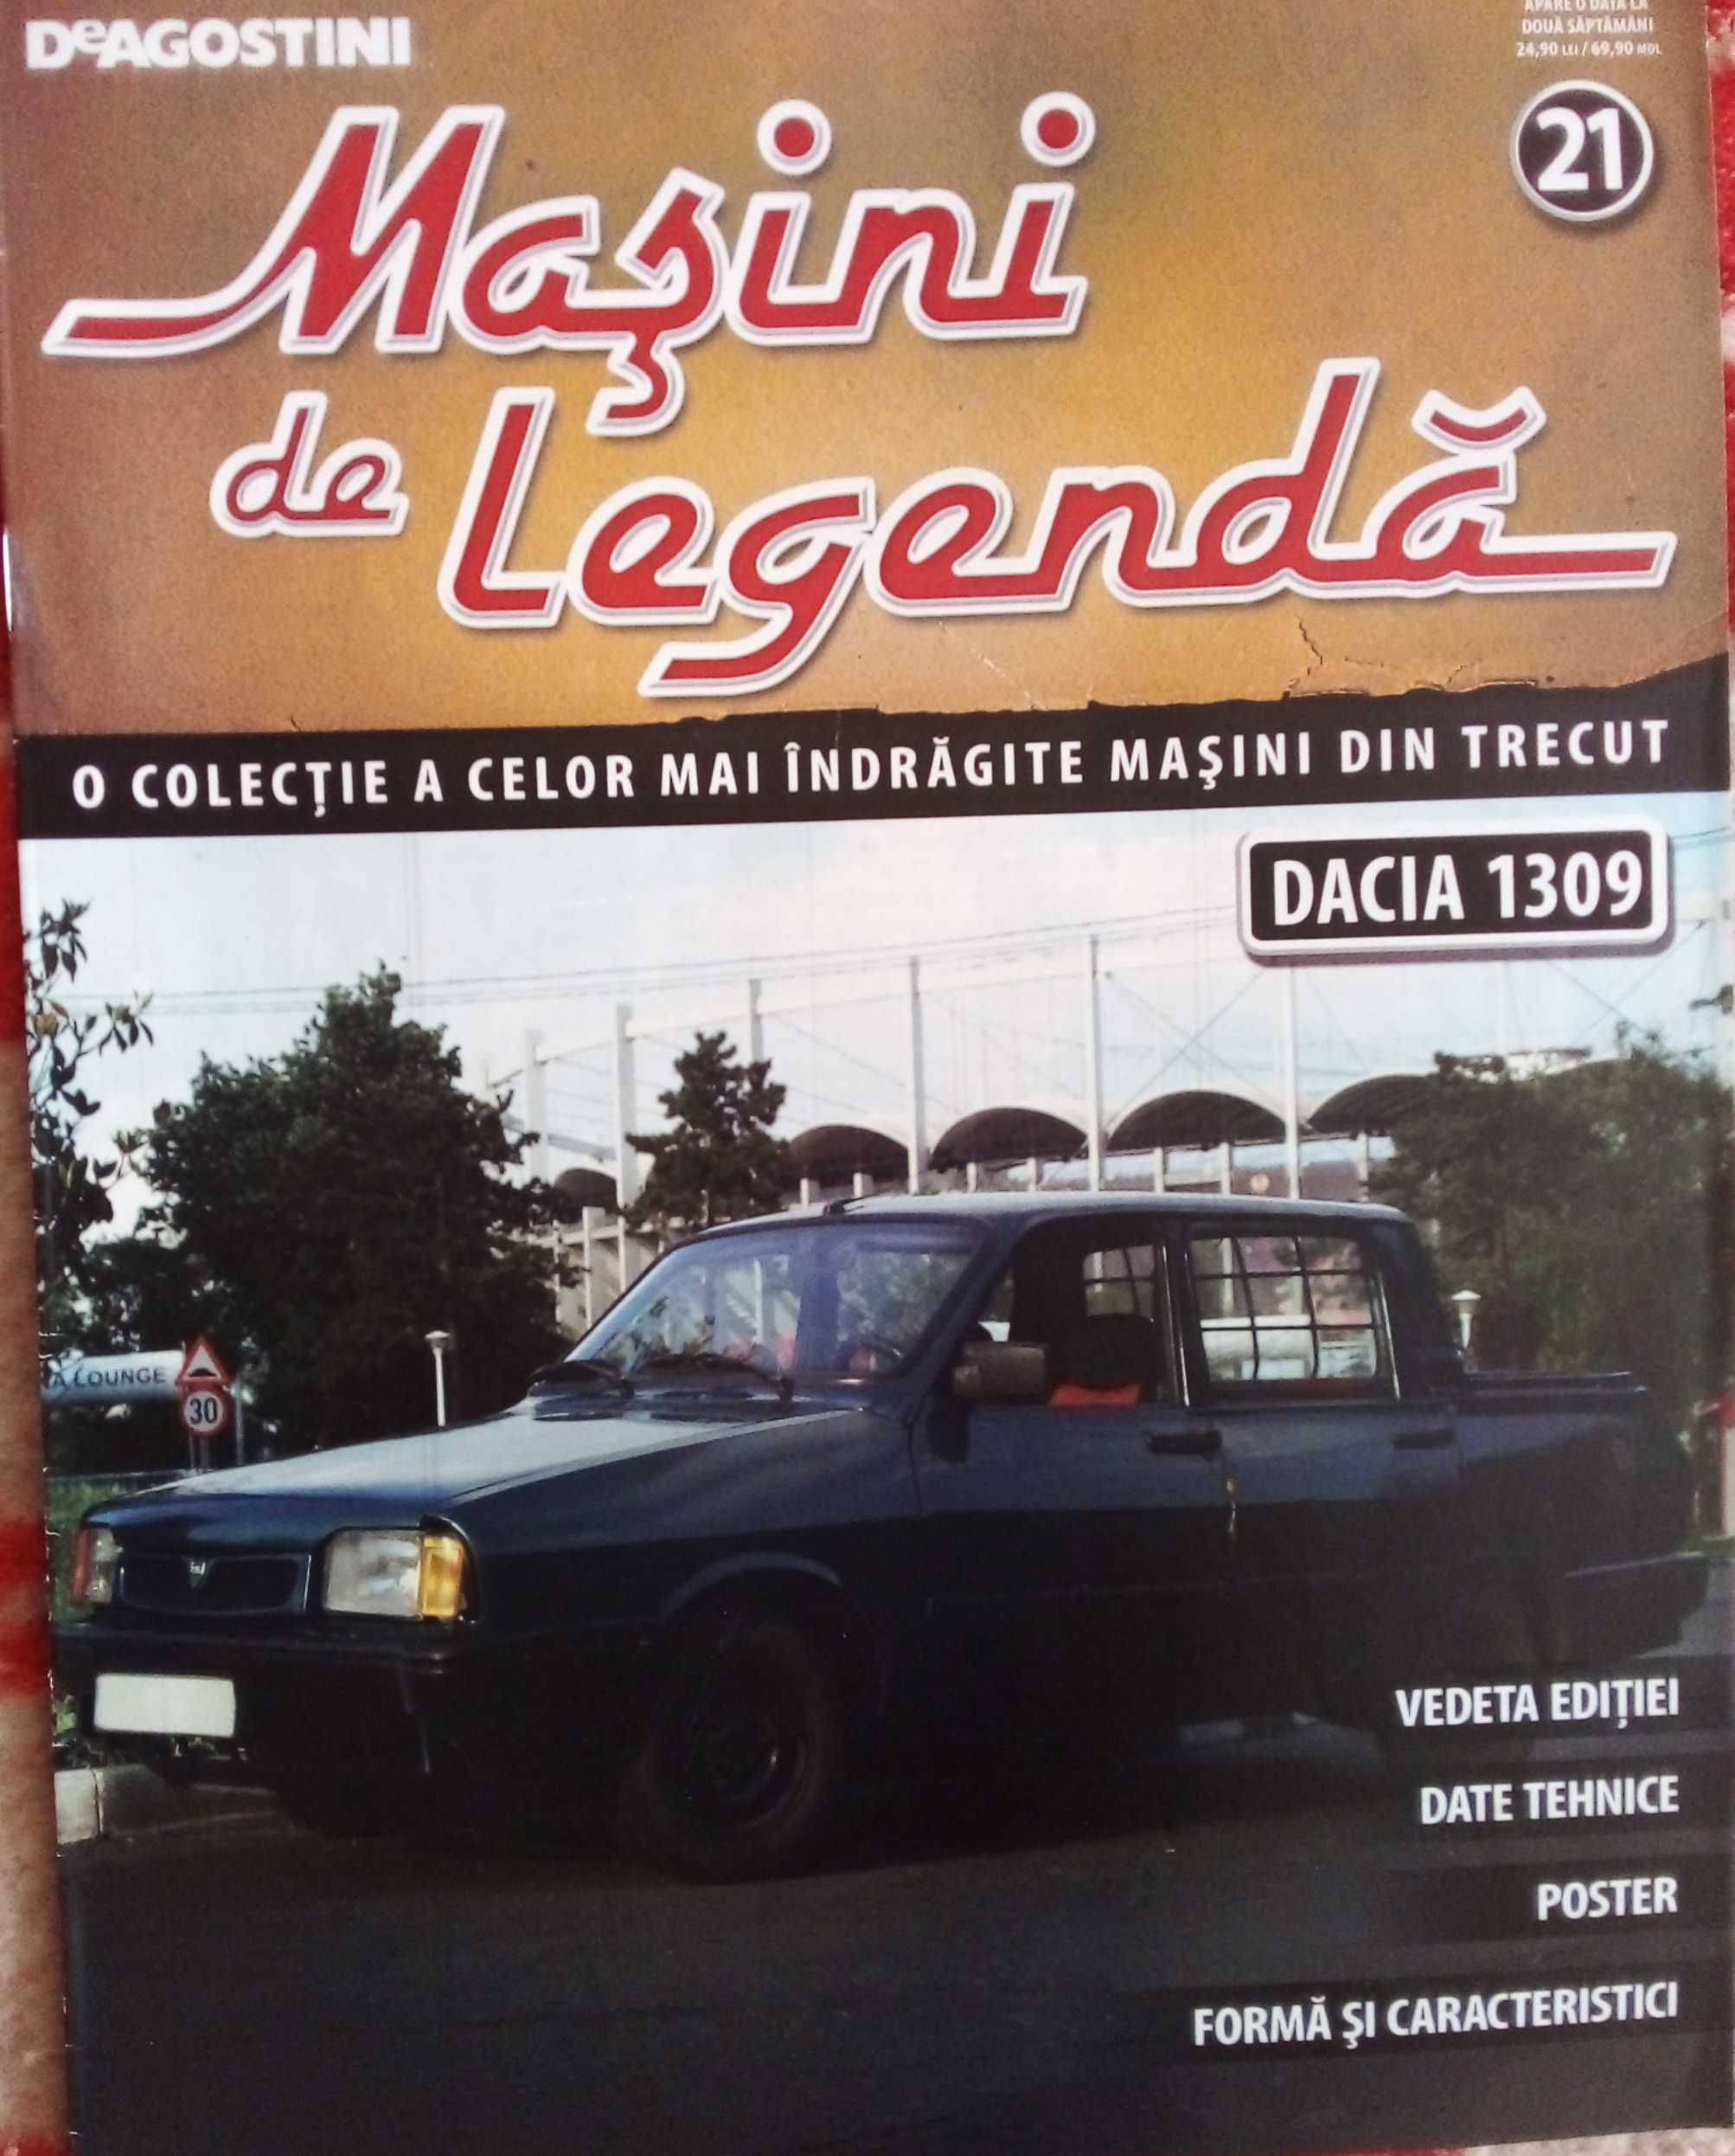 DeAGOSTINI
APARE O DATĂ LA
DOUĂ SĂPTĂMÂNI
24,90 LEI / 69,90 MDL
21
Maşini
de Legendă
O COLECŢIE A CELOR MAI ÎNDRĂGITE MAŞINI DIN TRECUT
DACIA 1309
A LOUNGE
30
VEDETA EDIŢIEI
DATE TEHNICE
POSTER
FORMĂ ŞI CARACTERISTICI